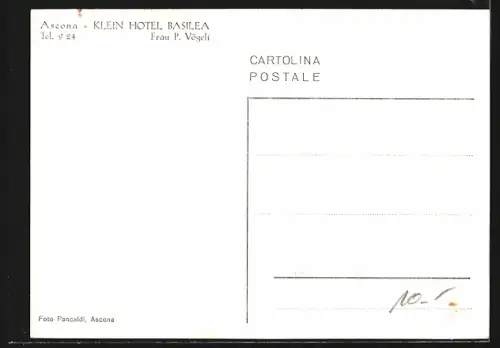 Ascona - KLEIN HOTEL BASILEA
Tel. 9 24 Frau P. Vögeli
CARTOLINA
POSTALE
10.-
Foto Pancaldi, Ascona